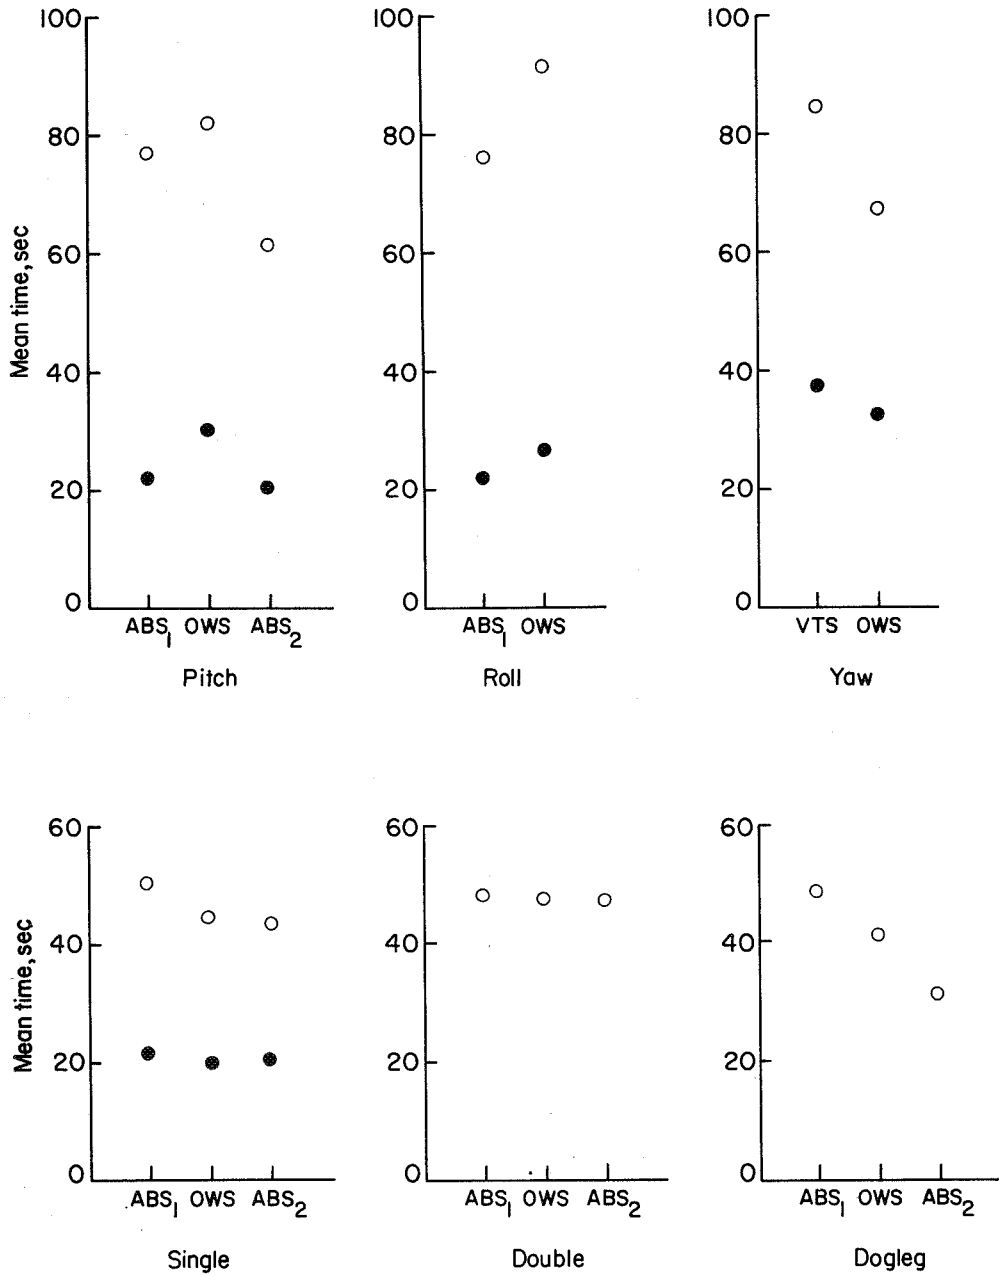 100 100 100
80 80 80
60 60 60
Mean time, sec
40 40 40
20 20 20
0 0 0
ABS1 OWS ABS2 ABS1 OWS VTS OWS
Pitch Roll Yaw
60 60 60
40 40 40
Mean time, sec
20 20 20
0 0 0
ABS1 OWS ABS2 ABS1 OWS ABS2 ABS1 OWS ABS2
Single Double Dogleg